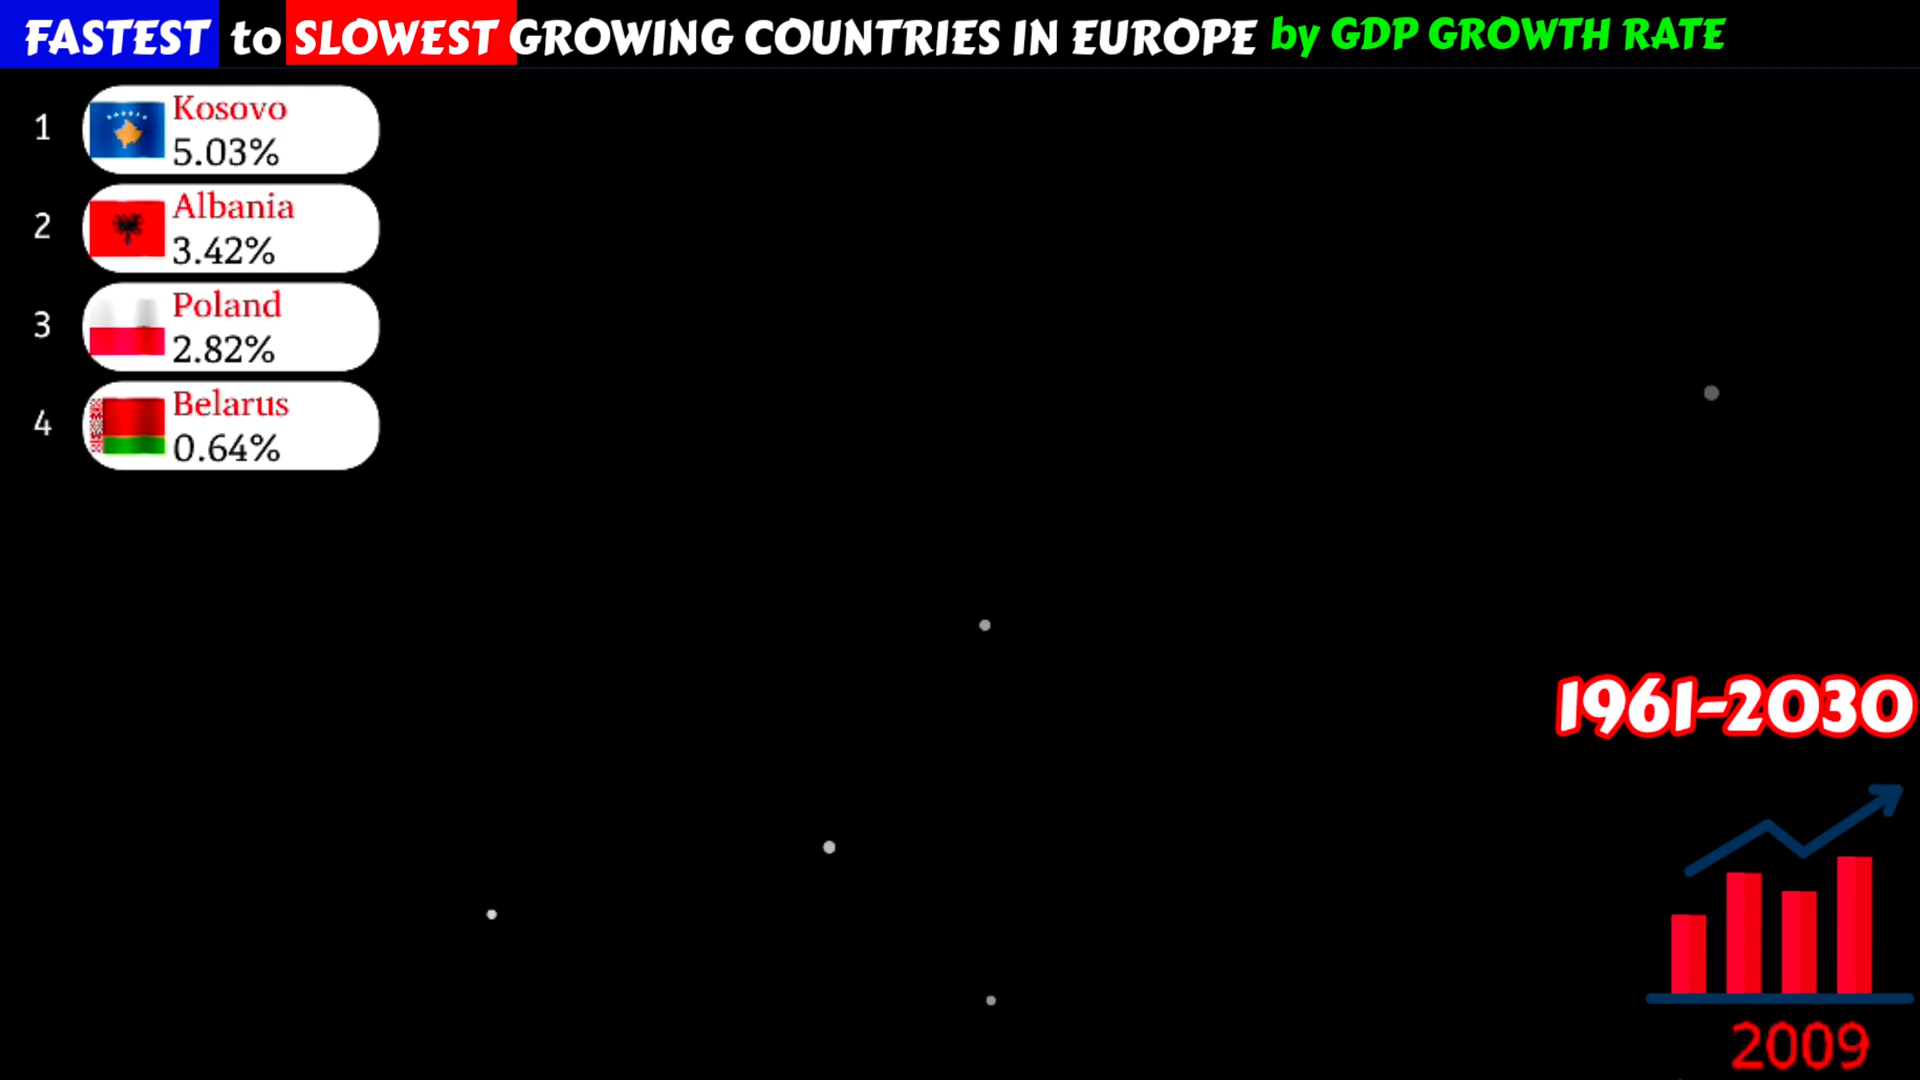 FASTEST to SLOWEST GROWING COUNTRIES IN EUROPE by GDP GROWTH RATE
1 Kosovo
5.03%
2 Albania
3.42%
3 Poland
2.82%
4 Belarus
0.64%
1961-2030
2009